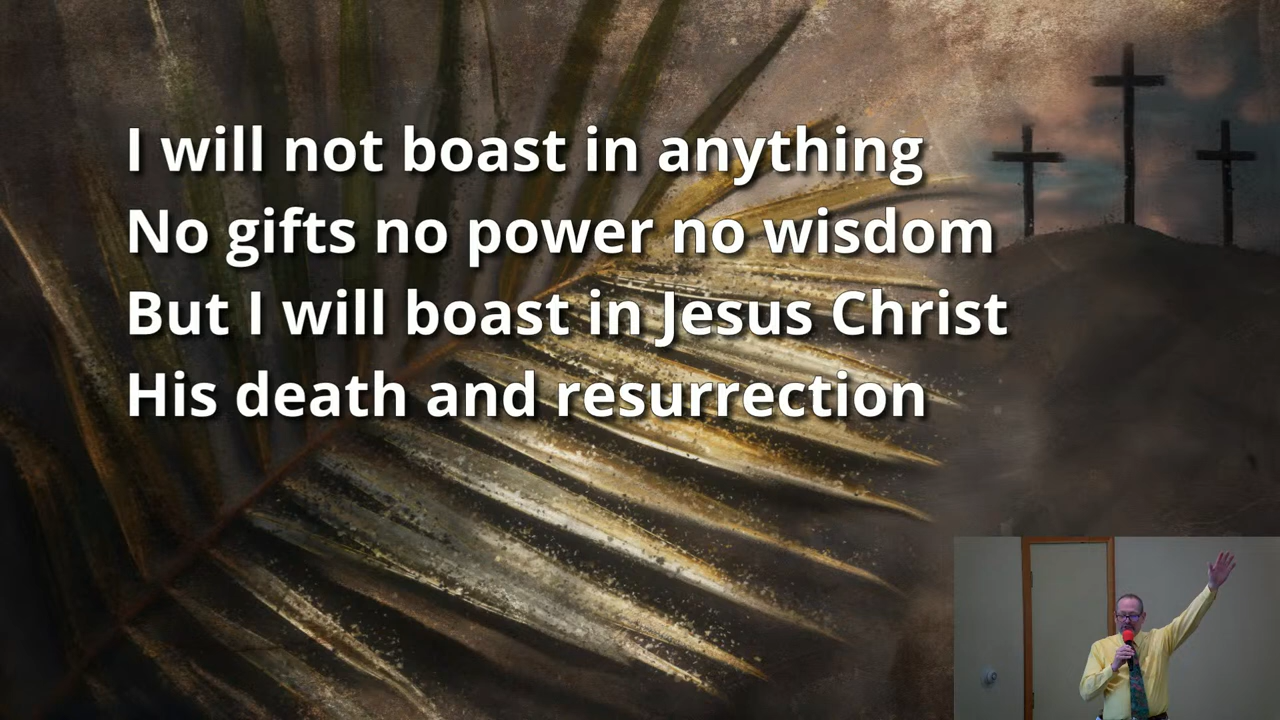 I will not boast in anything
No gifts no power no wisdom
But I will boast in Jesus Christ
His death and resurrection